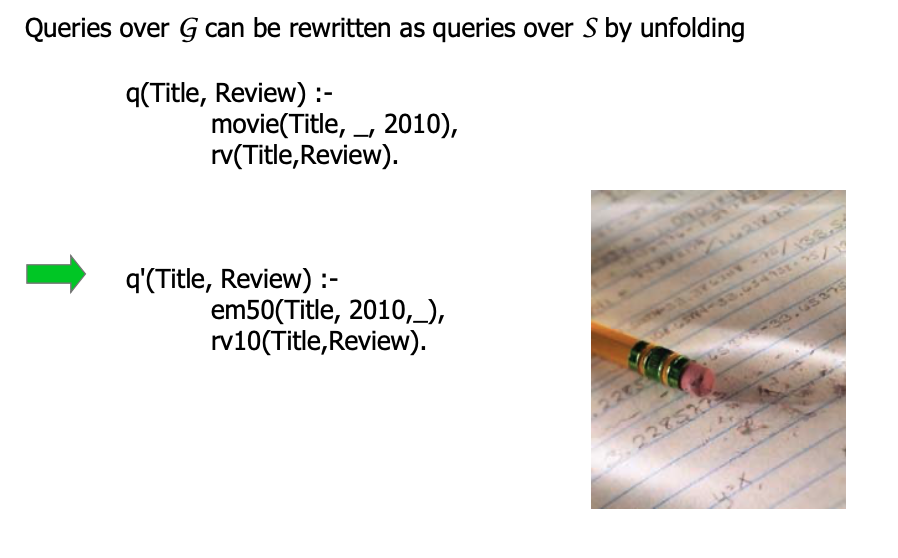 Queries over G can be rewritten as queries over S by unfolding
q(Title, Review) :-
movie(Title, _, 2010),
rv(Title,Review).
q'(Title, Review) :-
em50(Title, 2010,_),
rv10(Title,Review).